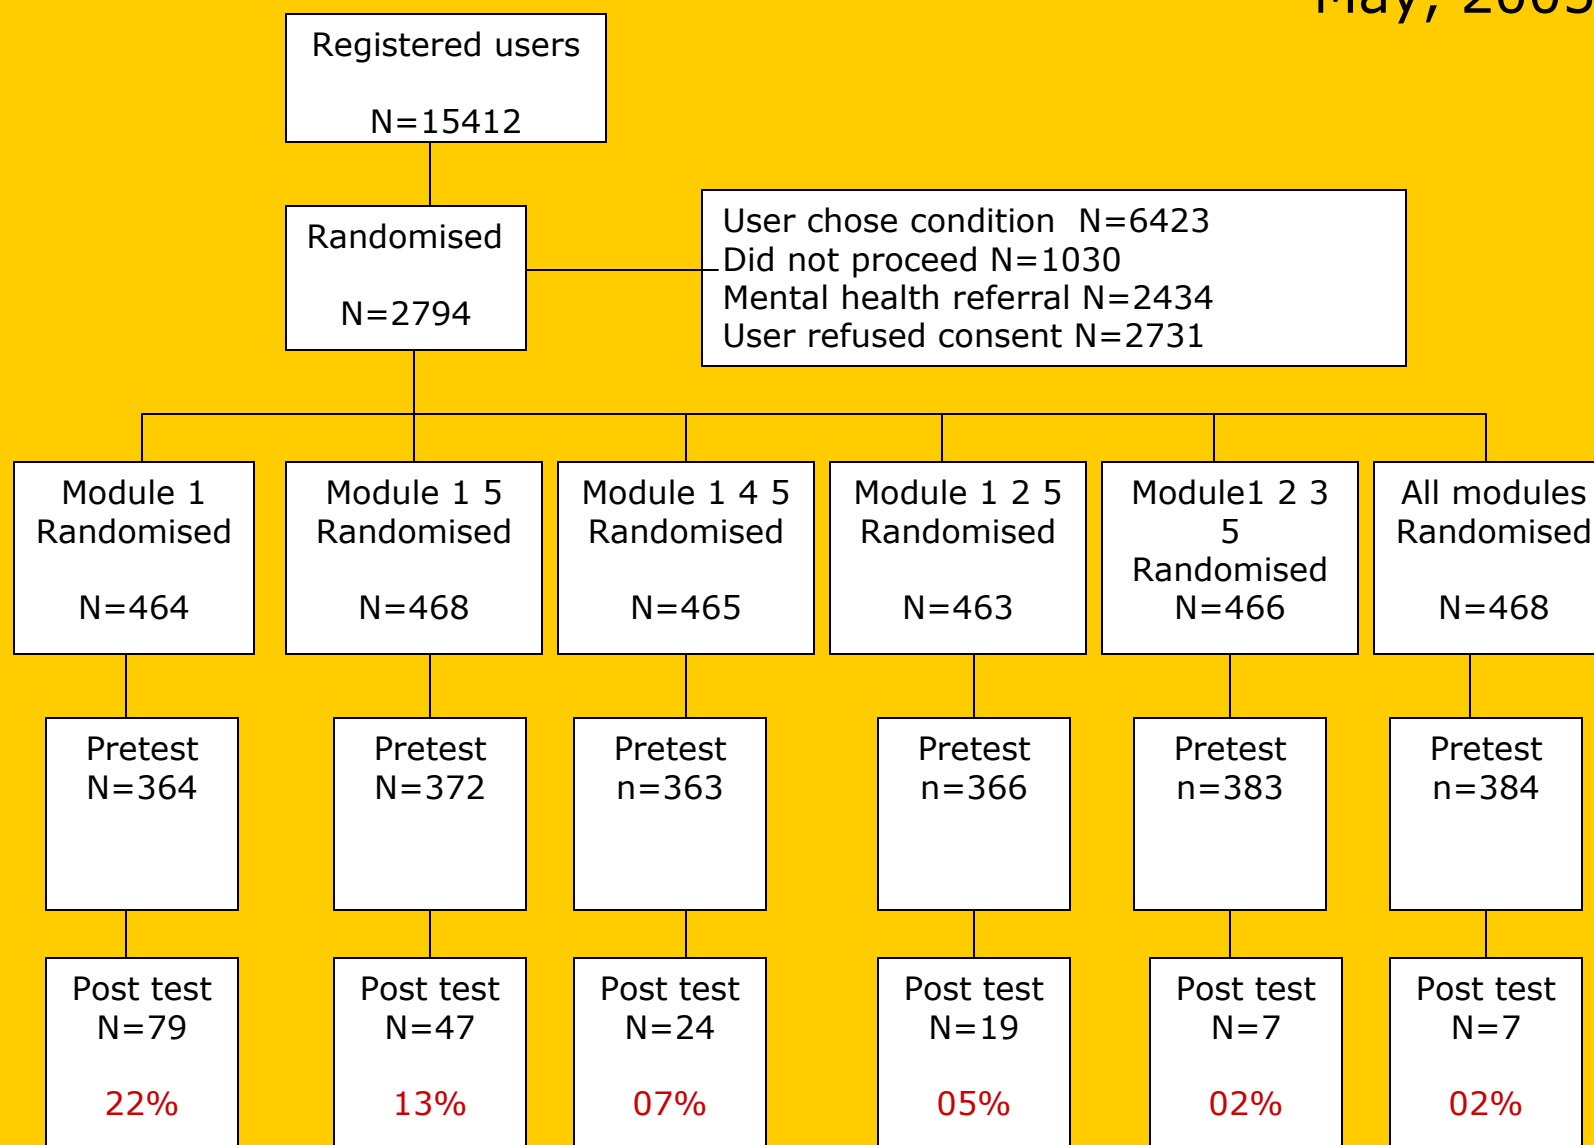 May, 2005
Registered users
N=15412
Randomised
N=2794
User chose condition  N=6423
Did not proceed N=1030
Mental health referral N=2434
User refused consent N=2731
Module 1
Randomised
N=464
Module 1 5
Randomised
N=468
Module 1 4 5
Randomised
N=465
Module 1 2 5
Randomised
N=463
Module1 2 3
5
Randomised
N=466
All modules
Randomised
N=468
Pretest
N=364
Pretest
N=372
Pretest
n=363
Pretest
n=366
Pretest
n=383
Pretest
n=384
Post test
N=79
22%
Post test
N=47
13%
Post test
N=24
07%
Post test
N=19
05%
Post test
N=7
02%
Post test
N=7
02%